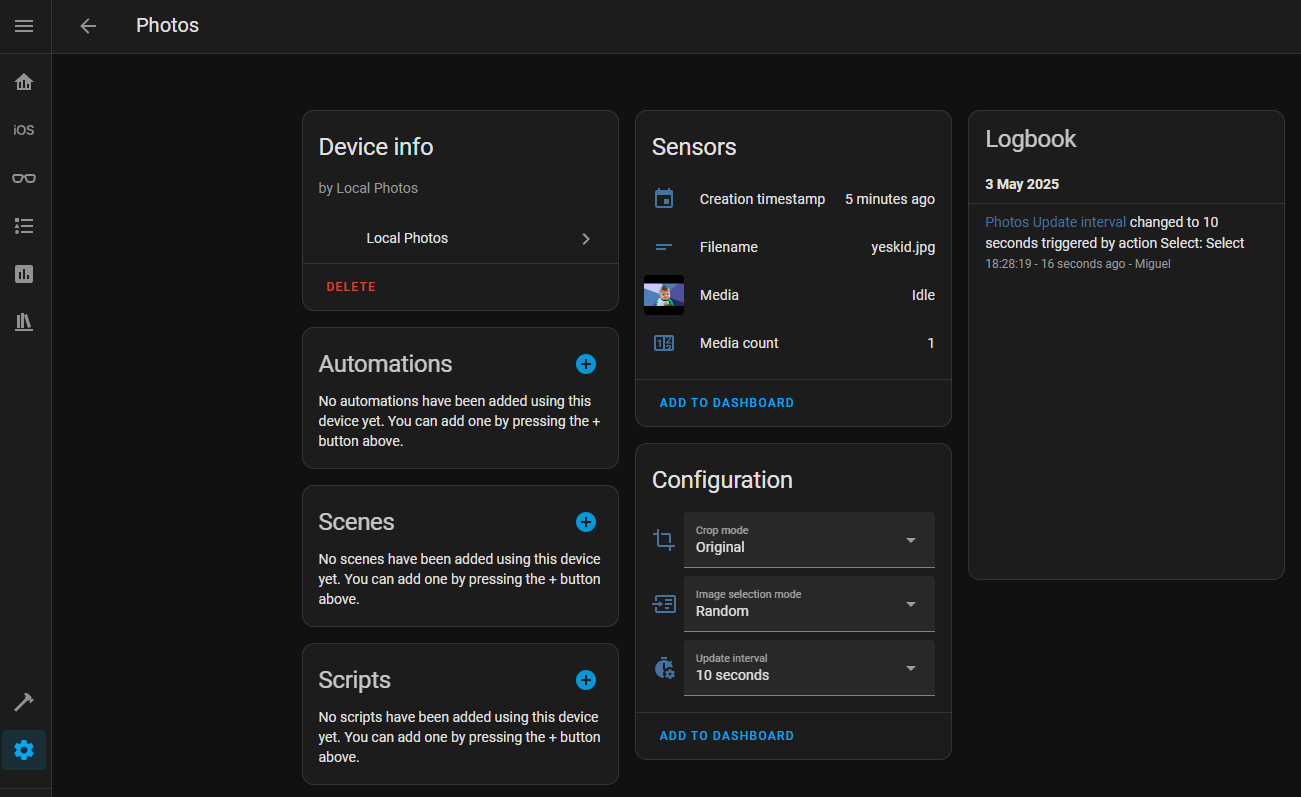 Photos
iOS
Device info
by Local Photos
Local Photos
DELETE
Automations
No automations have been added using this
device yet. You can add one by pressing the +
button above.
Scenes
No scenes have been added using this device
yet. You can add one by pressing the + button
above.
Scripts
No scripts have been added using this device
yet. You can add one by pressing the + button
above.
Sensors
Creation timestamp 5 minutes ago
Filename yeskid.jpg
Media Idle
Media count 1
ADD TO DASHBOARD
Configuration
Crop mode
Original
Image selection mode
Random
Update interval
10 seconds
ADD TO DASHBOARD
Logbook
3 May 2025
Photos Update interval changed to 10
seconds triggered by action Select: Select
18:28:19 - 16 seconds ago - Miguel